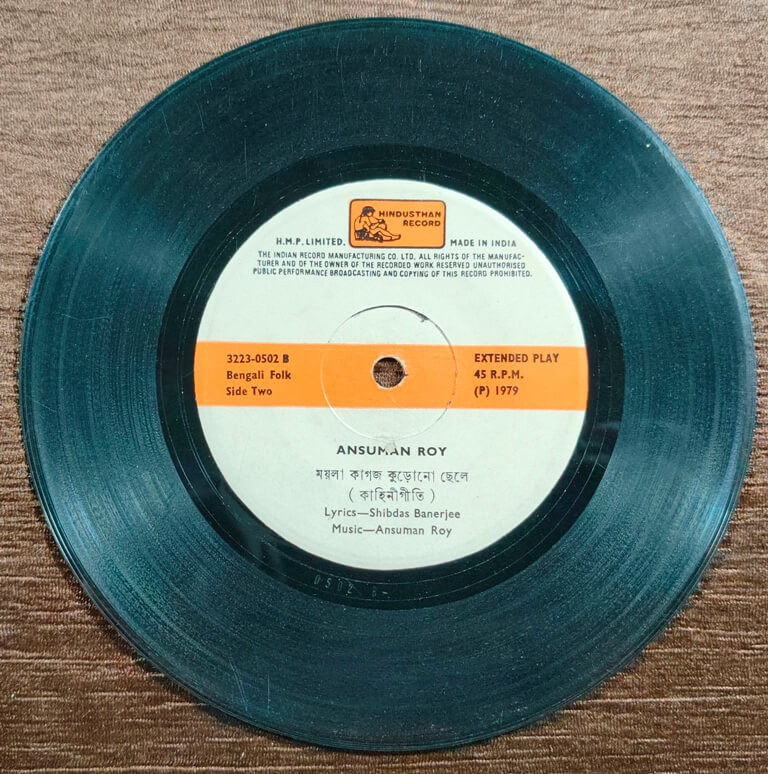 HINDUSTHAN
RECORD
H.M.P. LIMITED. MADE IN INDIA
THE INDIAN RECORD MANUFACTURING CO. LTD. ALL RIGHTS OF THE MANUFAC-
TURER AND OF THE OWNER OF THE RECORDED WORK RESERVED UNAUTHORISED
PUBLIC PERFORMANCE BROADCASTING AND COPYING OF THIS RECORD PROHIBITED.
3223-0502 B
Bengali Folk
Side Two
EXTENDED PLAY
45 R.P.M.
(P) 1979
ANSUMAN ROY
ময়লা কাগজ কুড়োনো ছেলে
( কাহিনীগীতি )
Lyrics—Shibdas Banerjee
Music—Ansuman Roy